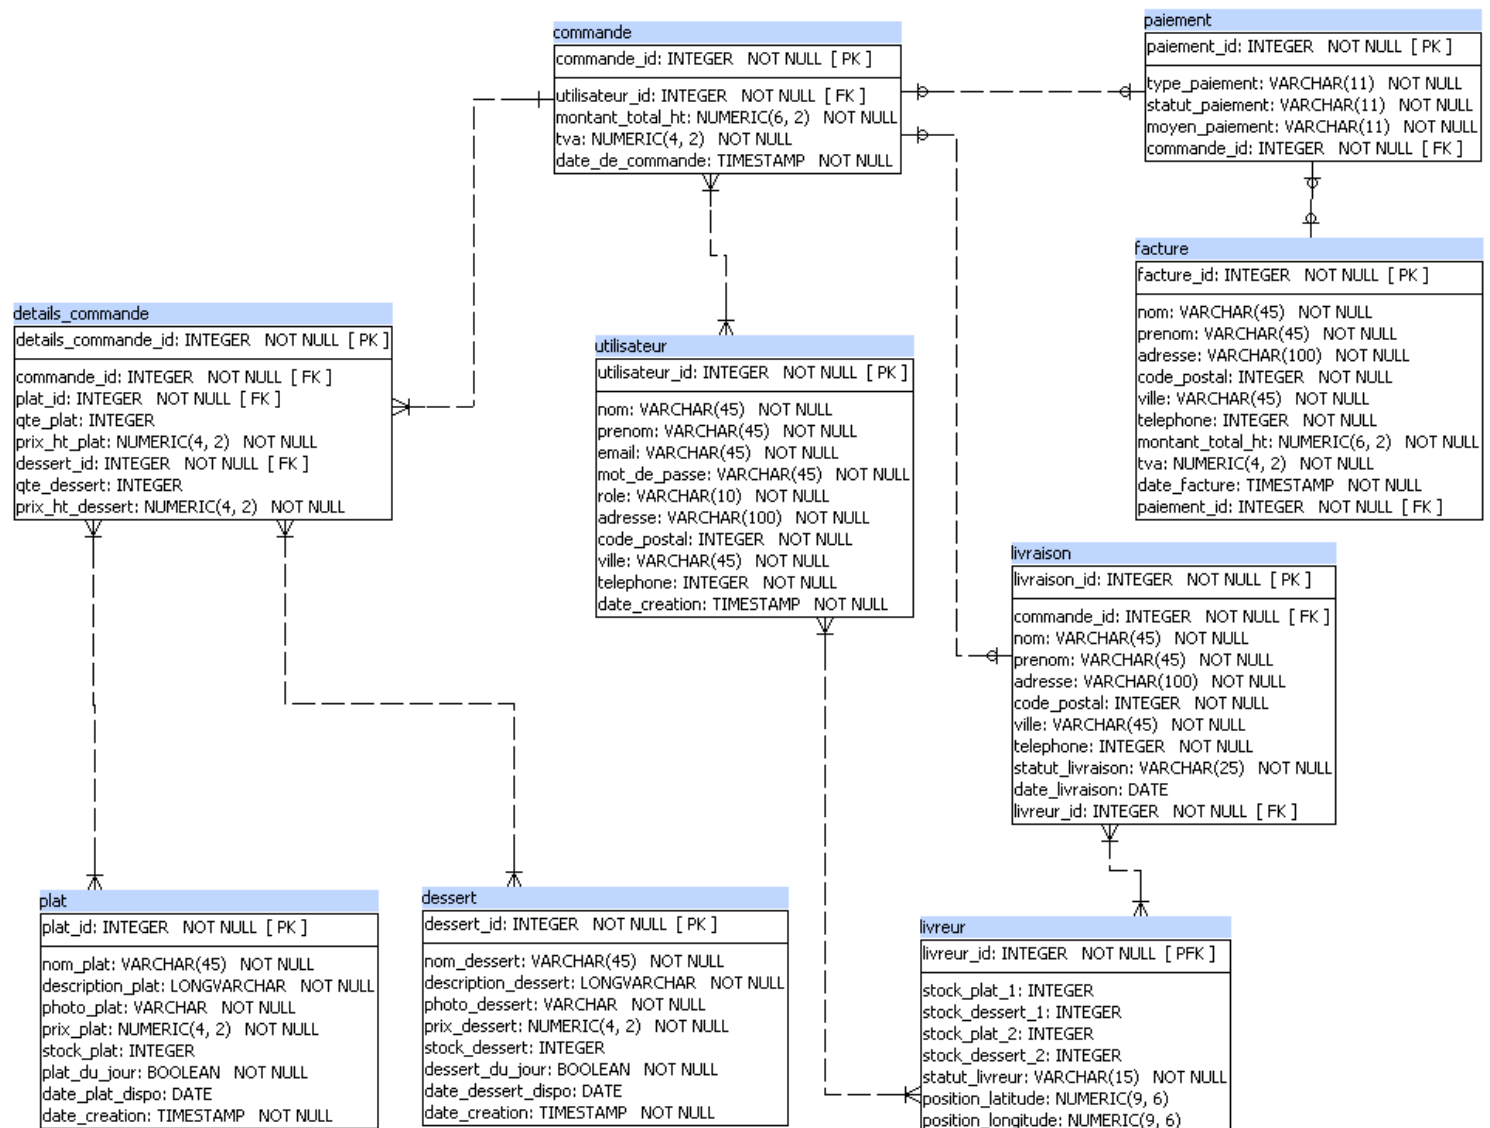 commande
commande_id: INTEGER NOT NULL [ PK ]
utilisateur_id: INTEGER NOT NULL [ FK ]
montant_total_ht: NUMERIC(6, 2) NOT NULL
tva: NUMERIC(4, 2) NOT NULL
date_de_commande: TIMESTAMP NOT NULL
paiement
paiement_id: INTEGER NOT NULL [ PK ]
type_paiement: VARCHAR(11) NOT NULL
statut_paiement: VARCHAR(11) NOT NULL
moyen_paiement: VARCHAR(11) NOT NULL
commande_id: INTEGER NOT NULL [ FK ]
facture
facture_id: INTEGER NOT NULL [ PK ]
nom: VARCHAR(45) NOT NULL
prenom: VARCHAR(45) NOT NULL
adresse: VARCHAR(100) NOT NULL
code_postal: INTEGER NOT NULL
ville: VARCHAR(45) NOT NULL
telephone: INTEGER NOT NULL
montant_total_ht: NUMERIC(6, 2) NOT NULL
tva: NUMERIC(4, 2) NOT NULL
date_facture: TIMESTAMP NOT NULL
paiement_id: INTEGER NOT NULL [ FK ]
details_commande
details_commande_id: INTEGER NOT NULL [ PK ]
commande_id: INTEGER NOT NULL [ FK ]
plat_id: INTEGER NOT NULL [ FK ]
qte_plat: INTEGER
prix_ht_plat: NUMERIC(4, 2) NOT NULL
dessert_id: INTEGER NOT NULL [ FK ]
qte_dessert: INTEGER
prix_ht_dessert: NUMERIC(4, 2) NOT NULL
utilisateur
utilisateur_id: INTEGER NOT NULL [ PK ]
nom: VARCHAR(45) NOT NULL
prenom: VARCHAR(45) NOT NULL
email: VARCHAR(45) NOT NULL
mot_de_passe: VARCHAR(45) NOT NULL
role: VARCHAR(10) NOT NULL
adresse: VARCHAR(100) NOT NULL
code_postal: INTEGER NOT NULL
ville: VARCHAR(45) NOT NULL
telephone: INTEGER NOT NULL
date_creation: TIMESTAMP NOT NULL
livraison
livraison_id: INTEGER NOT NULL [ PK ]
commande_id: INTEGER NOT NULL [ FK ]
nom: VARCHAR(45) NOT NULL
prenom: VARCHAR(45) NOT NULL
adresse: VARCHAR(100) NOT NULL
code_postal: INTEGER NOT NULL
ville: VARCHAR(45) NOT NULL
telephone: INTEGER NOT NULL
statut_livraison: VARCHAR(25) NOT NULL
date_livraison: DATE
livreur_id: INTEGER NOT NULL [ FK ]
plat
plat_id: INTEGER NOT NULL [ PK ]
nom_plat: VARCHAR(45) NOT NULL
description_plat: LONGVARCHAR NOT NULL
photo_plat: VARCHAR NOT NULL
prix_plat: NUMERIC(4, 2) NOT NULL
stock_plat: INTEGER
plat_du_jour: BOOLEAN NOT NULL
date_plat_dispo: DATE
date_creation: TIMESTAMP NOT NULL
dessert
dessert_id: INTEGER NOT NULL [ PK ]
nom_dessert: VARCHAR(45) NOT NULL
description_dessert: LONGVARCHAR NOT NULL
photo_dessert: VARCHAR NOT NULL
prix_dessert: NUMERIC(4, 2) NOT NULL
stock_dessert: INTEGER
dessert_du_jour: BOOLEAN NOT NULL
date_dessert_dispo: DATE
date_creation: TIMESTAMP NOT NULL
livreur
livreur_id: INTEGER NOT NULL [ PFK ]
stock_plat_1: INTEGER
stock_dessert_1: INTEGER
stock_plat_2: INTEGER
stock_dessert_2: INTEGER
statut_livreur: VARCHAR(15) NOT NULL
position_latitude: NUMERIC(9, 6)
position_longitude: NUMERIC(9, 6)